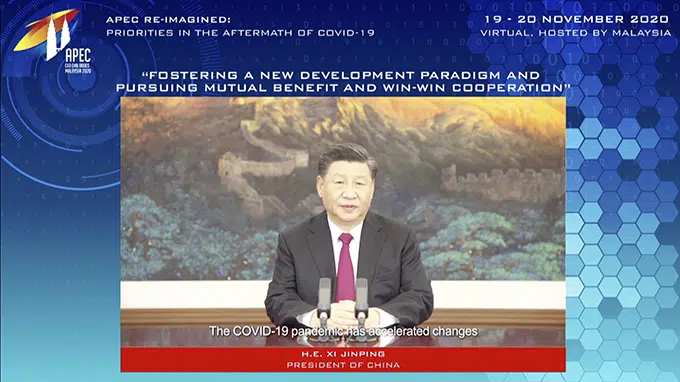 APEC RE-IMAGINED:
PRIORITIES IN THE AFTERMATH OF COVID-19
19 - 20 NOVEMBER 2020
VIRTUAL, HOSTED BY MALAYSIA
APEC
CEO DIALOGUES
MALAYSIA 2020
“FOSTERING A NEW DEVELOPMENT PARADIGM AND
PURSUING MUTUAL BENEFIT AND WIN-WIN COOPERATION”
The COVID-19 pandemic has accelerated changes
H.E. XI JINPING
PRESIDENT OF CHINA